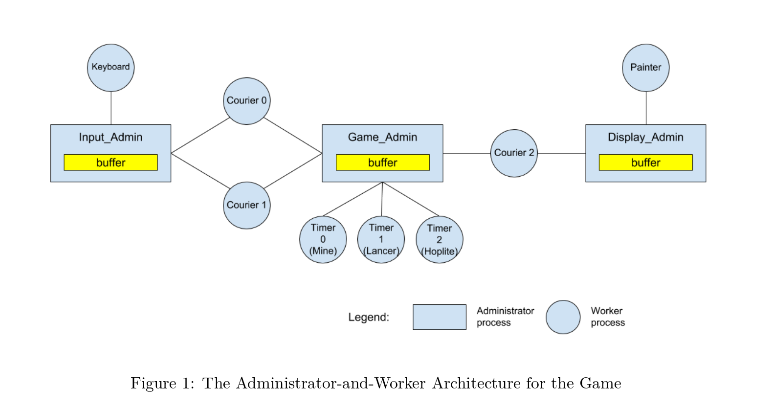 Keyboard
Painter
Courier 0
Input_Admin
buffer
Game_Admin
buffer
Courier 2
Display_Admin
buffer
Courier 1
Timer
0
(Mine)
Timer
1
(Lancer)
Timer
2
(Hoplite)
Legend:
Administrator
process
Worker
process
Figure 1: The Administrator-and-Worker Architecture for the Game